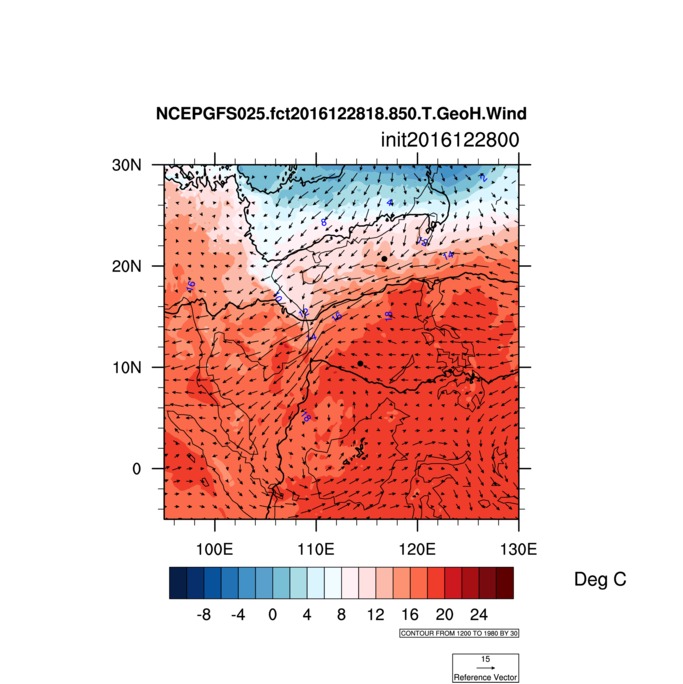 NCEPGFS025.fct2016122818.850.T.GeoH.Wind
init2016122800
30N
20N
10N
0
100E
110E
120E
130E
-8 -4 0 4 8 12 16 20 24
Deg C
CONTOUR FROM 1200 TO 1980 BY 30
15
Reference Vector